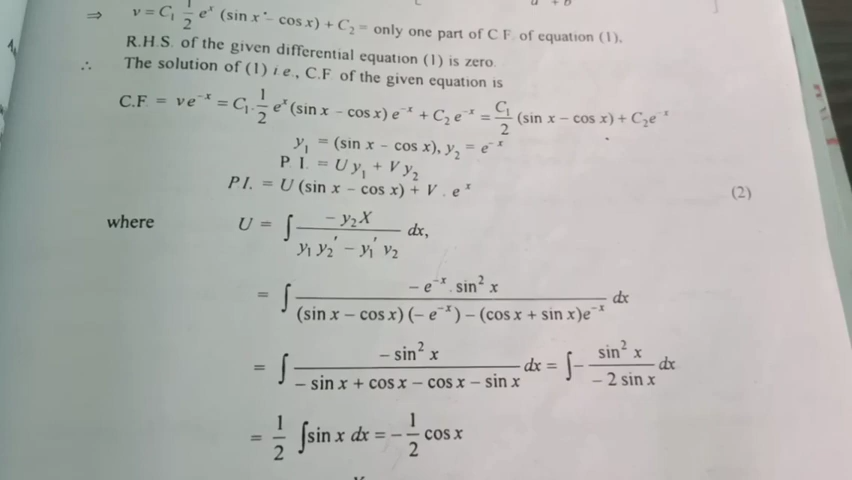 ⇒ v = C₁ 1/2 eˣ (sin x - cos x) + C₂ = only one part of C.F. of equation (1).
R.H.S. of the given differential equation (1) is zero.
∴ The solution of (1) i.e., C.F. of the given equation is
C.F. = ve⁻ˣ = C₁. 1/2 eˣ (sin x − cos x) e⁻ˣ + C₂ e⁻ˣ = C₁/2 (sin x − cos x) + C₂e⁻ˣ
y₁ = (sin x − cos x), y₂ = e⁻ˣ
P. I. = U y₁ + V y₂
P.I. = U (sin x − cos x) + V . eˣ (2)
where U = ∫ − y₂X / y₁ y₂′ − y₁′ v₂ dx,
= ∫ − e⁻ˣ . sin² x / (sin x − cos x) (− e⁻ˣ) − (cos x + sin x)e⁻ˣ dx
= ∫ − sin² x / − sin x + cos x − cos x − sin x dx = ∫− sin² x / − 2 sin x dx
= 1/2 ∫sin x dx = − 1/2 cos x